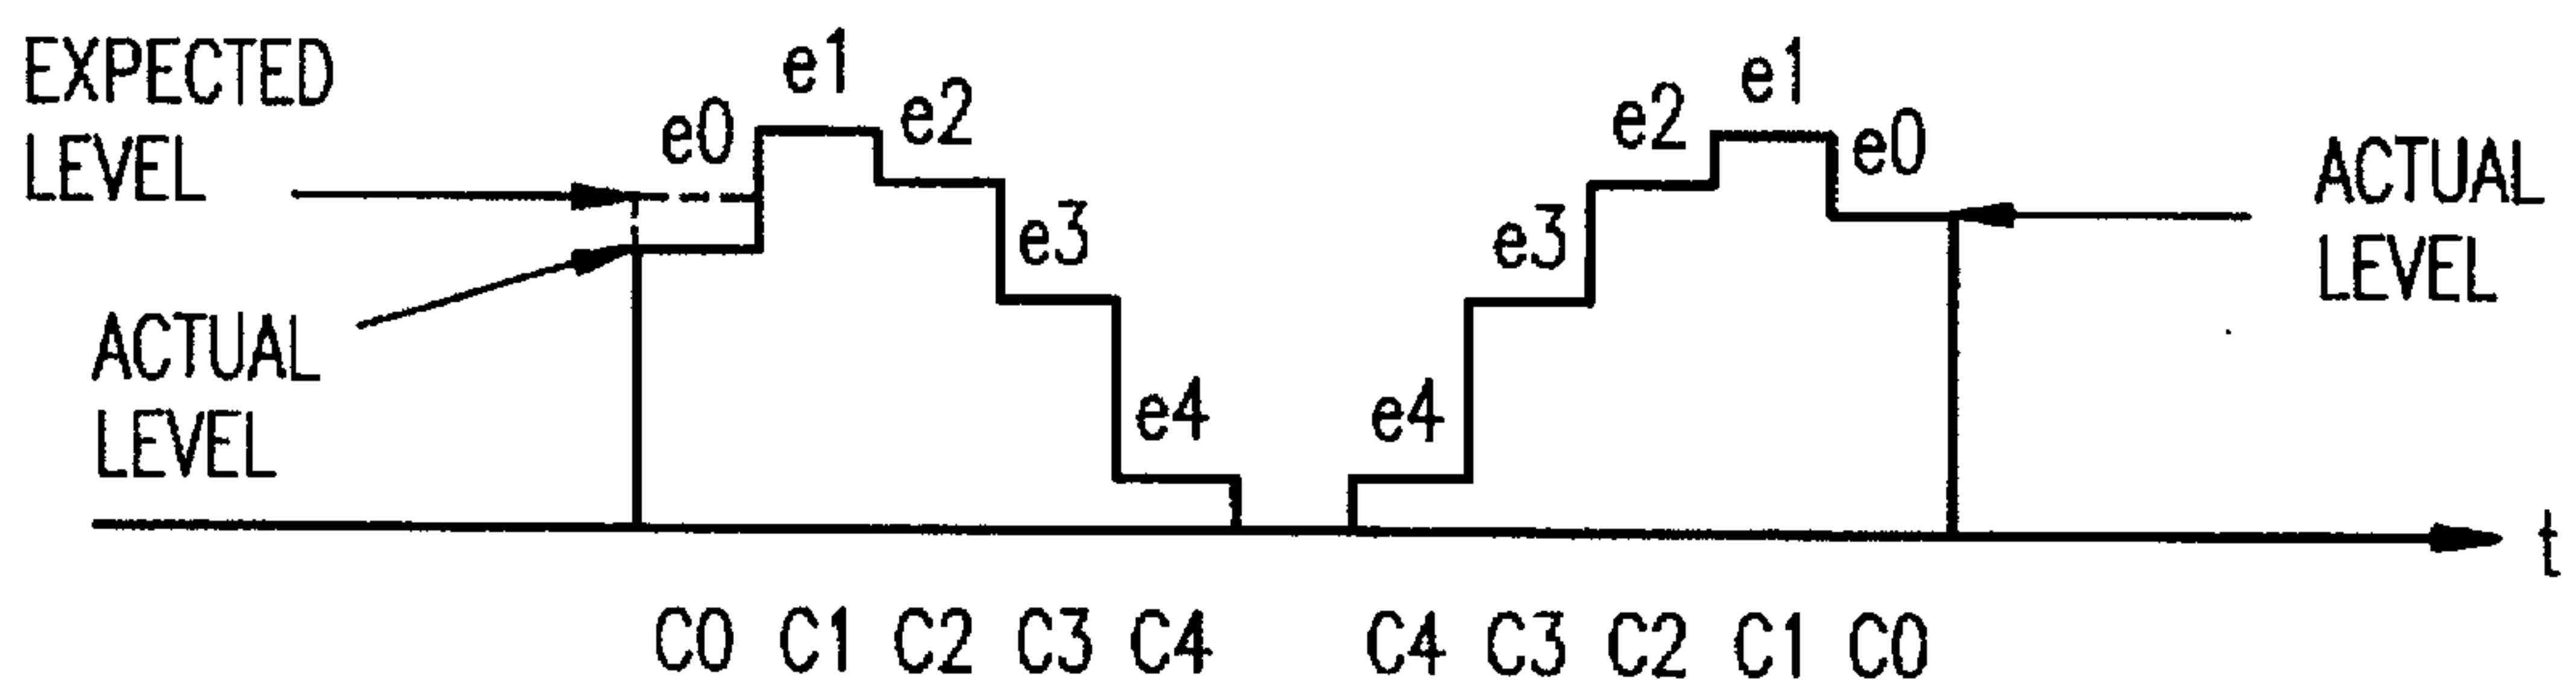 EXPECTED
LEVEL
ACTUAL
LEVEL
e0
e1
e2
e3
e4
e4
e3
e2
e1
e0
ACTUAL
LEVEL
t
C0 C1 C2 C3 C4 C4 C3 C2 C1 C0